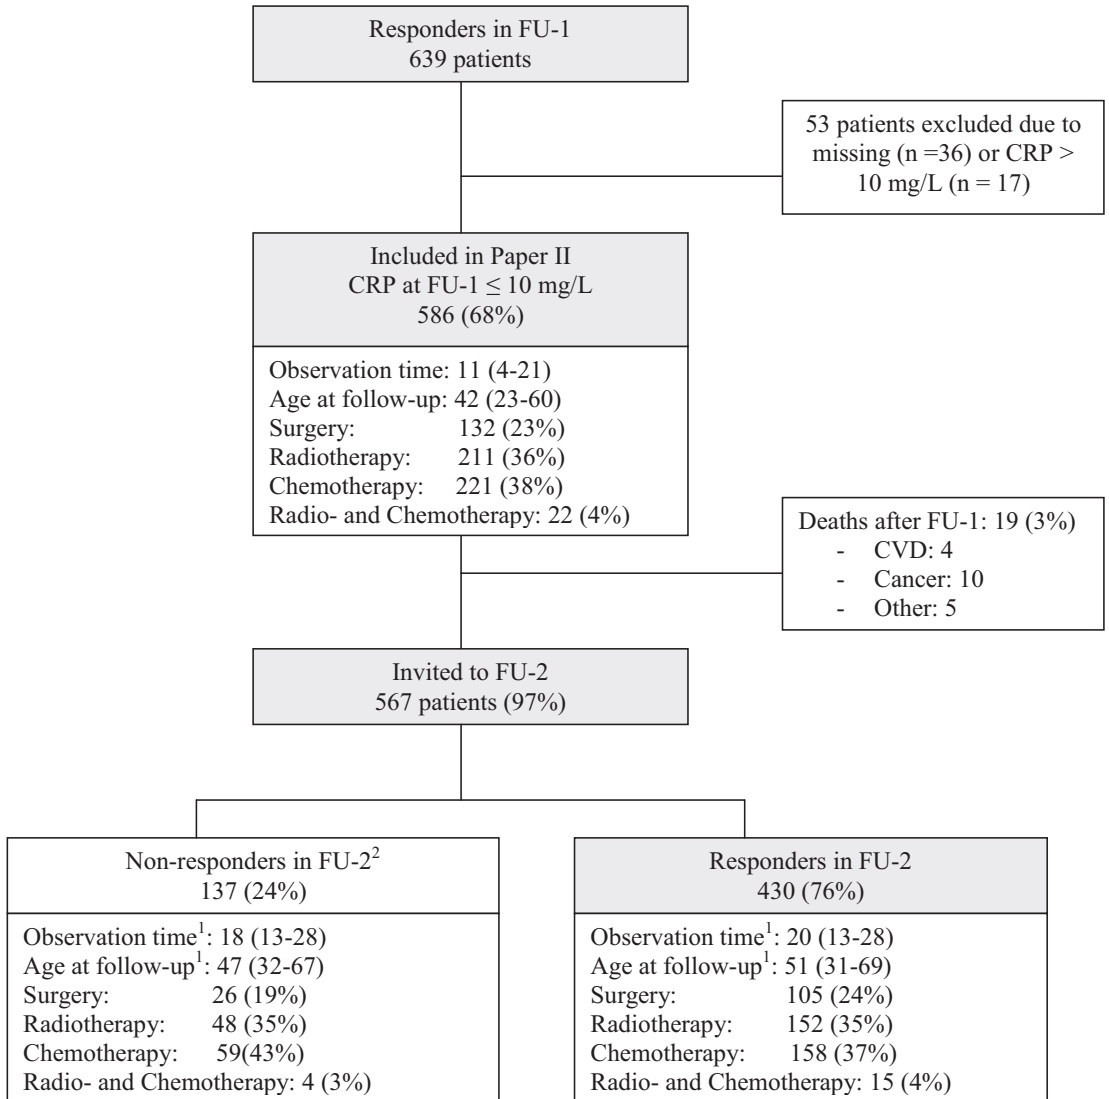 Responders in FU-1
639 patients
53 patients excluded due to
missing (n =36) or CRP >
10 mg/L (n = 17)
Included in Paper II
CRP at FU-1 ≤ 10 mg/L
586 (68%)
Observation time: 11 (4-21)
Age at follow-up: 42 (23-60)
Surgery: 132 (23%)
Radiotherapy: 211 (36%)
Chemotherapy: 221 (38%)
Radio- and Chemotherapy: 22 (4%)
Deaths after FU-1: 19 (3%)
- CVD: 4
- Cancer: 10
- Other: 5
Invited to FU-2
567 patients (97%)
Non-responders in FU-2²
137 (24%)
Observation time¹: 18 (13-28)
Age at follow-up¹: 47 (32-67)
Surgery: 26 (19%)
Radiotherapy: 48 (35%)
Chemotherapy: 59(43%)
Radio- and Chemotherapy: 4 (3%)
Responders in FU-2
430 (76%)
Observation time¹: 20 (13-28)
Age at follow-up¹: 51 (31-69)
Surgery: 105 (24%)
Radiotherapy: 152 (35%)
Chemotherapy: 158 (37%)
Radio- and Chemotherapy: 15 (4%)